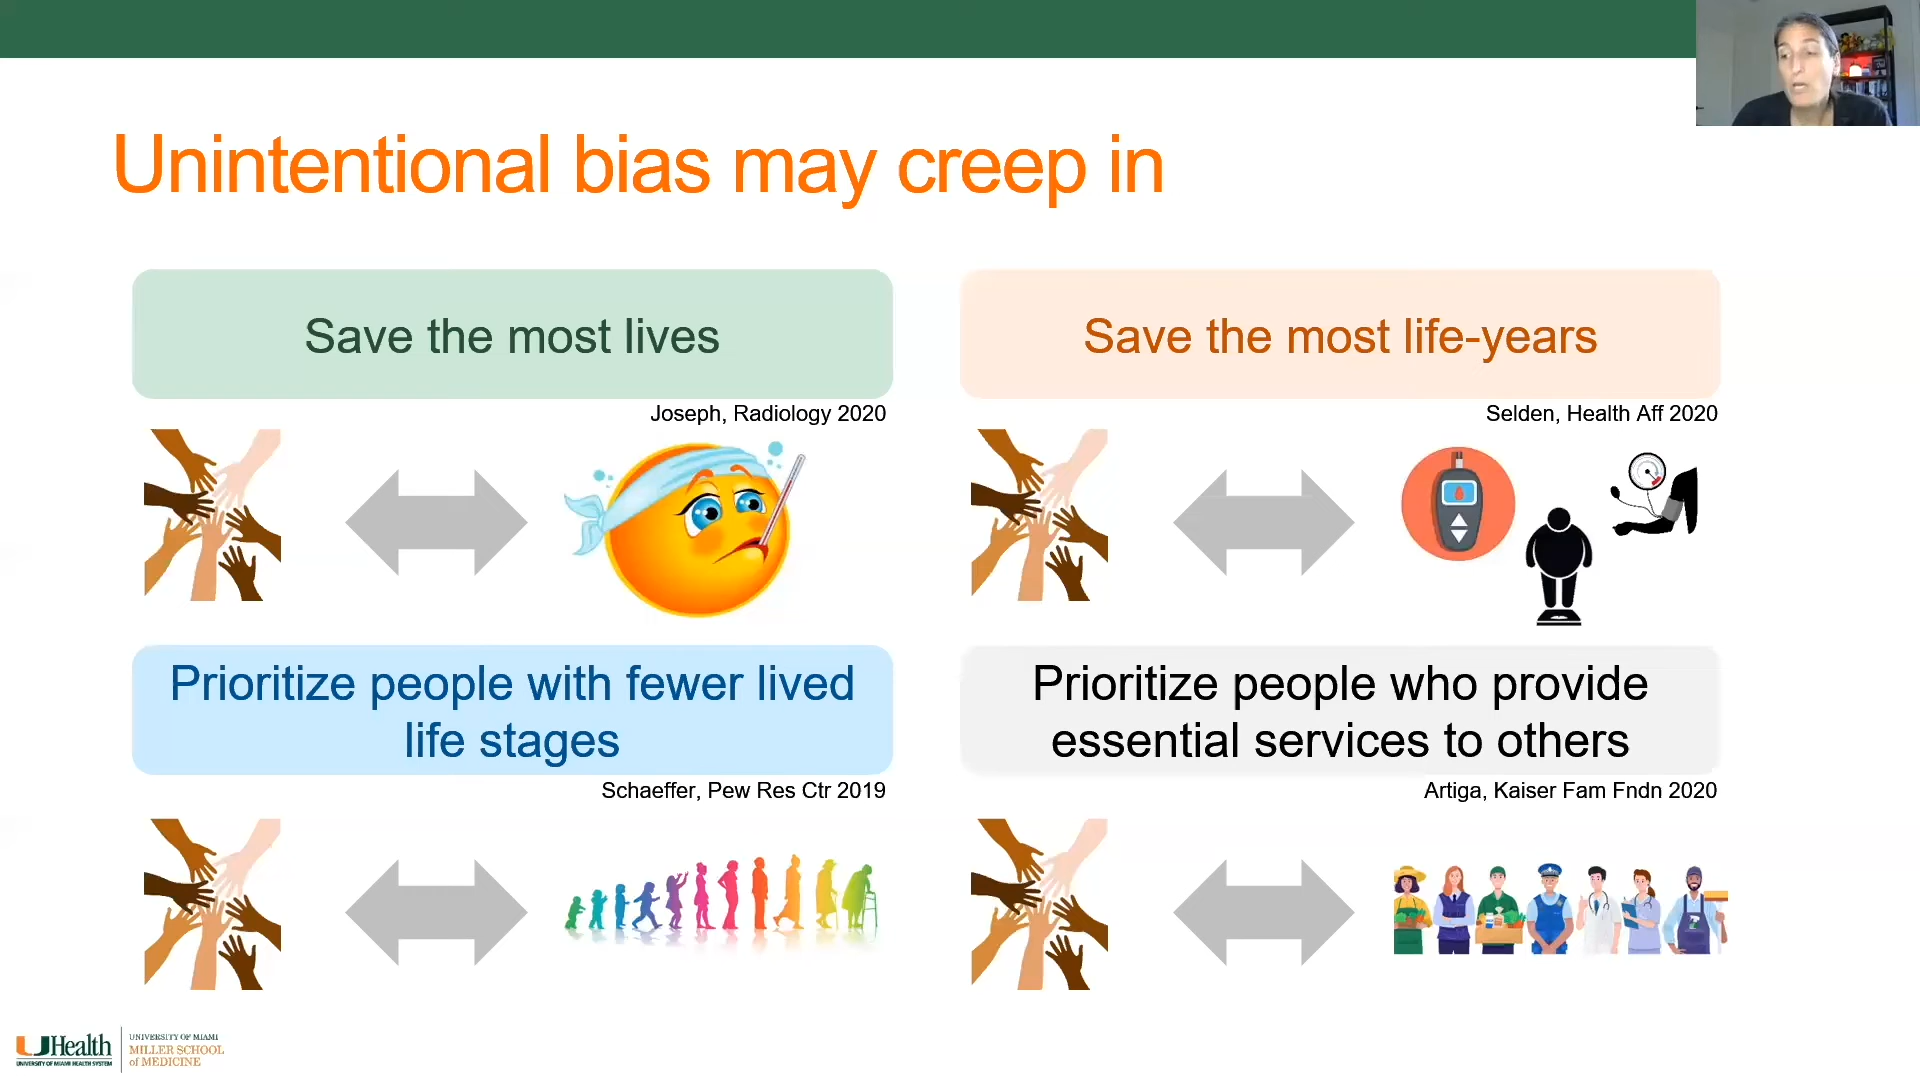 Unintentional bias may creep in
Save the most lives
Joseph, Radiology 2020
Save the most life-years
Selden, Health Aff 2020
Prioritize people with fewer lived
life stages
Schaeffer, Pew Res Ctr 2019
Prioritize people who provide
essential services to others
Artiga, Kaiser Fam Fndn 2020
UHealth
UNIVERSITY OF MIAMI HEALTH SYSTEM
UNIVERSITY OF MIAMI
MILLER SCHOOL
of MEDICINE